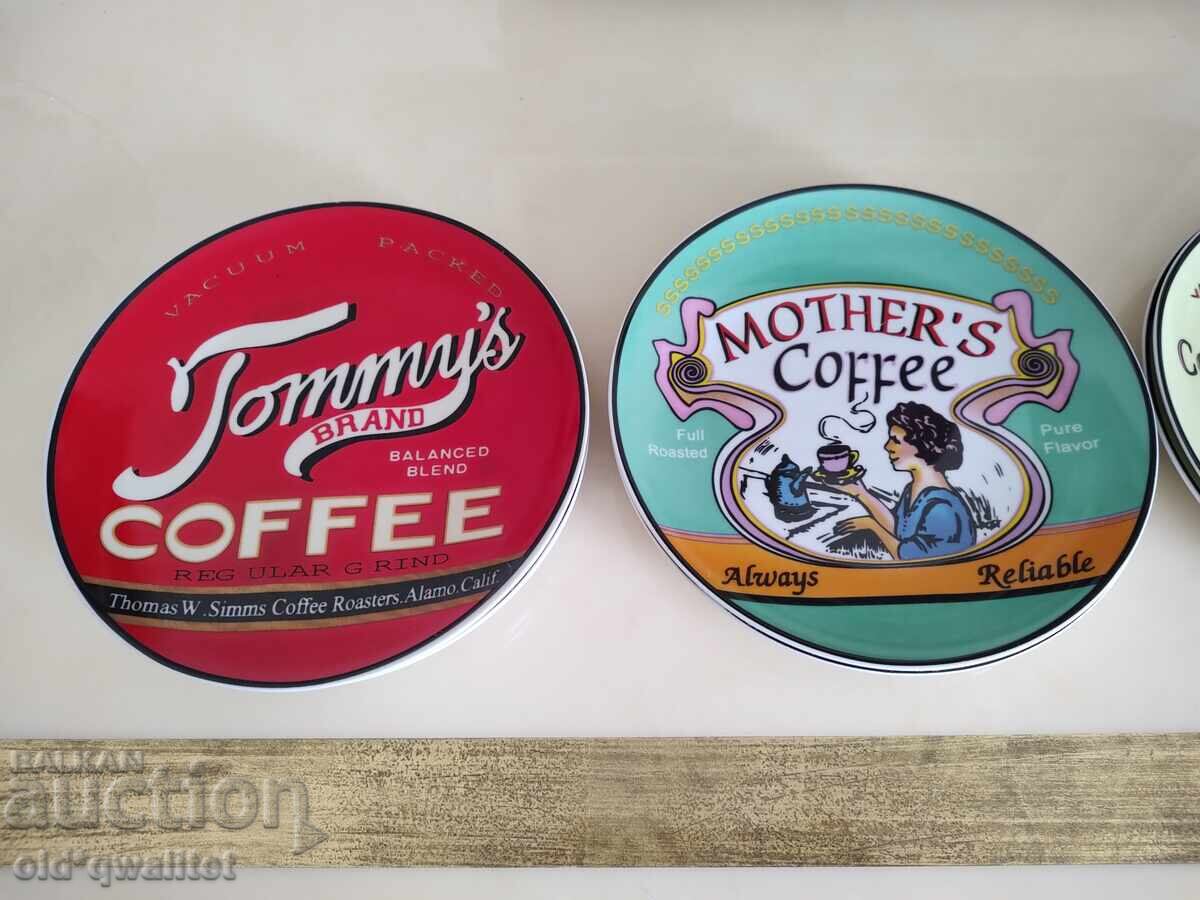 VACUUM PACKED
Tommy's
BRAND
BALANCED
BLEND
COFFEE
REG ULAR G RIND
Thomas W. Simms Coffee Roasters. Alamo. Calif.
MOTHER'S
Coffee
Full
Roasted
Pure
Flavor
Always Reliable
BALKAN
auction
old*qwalitet